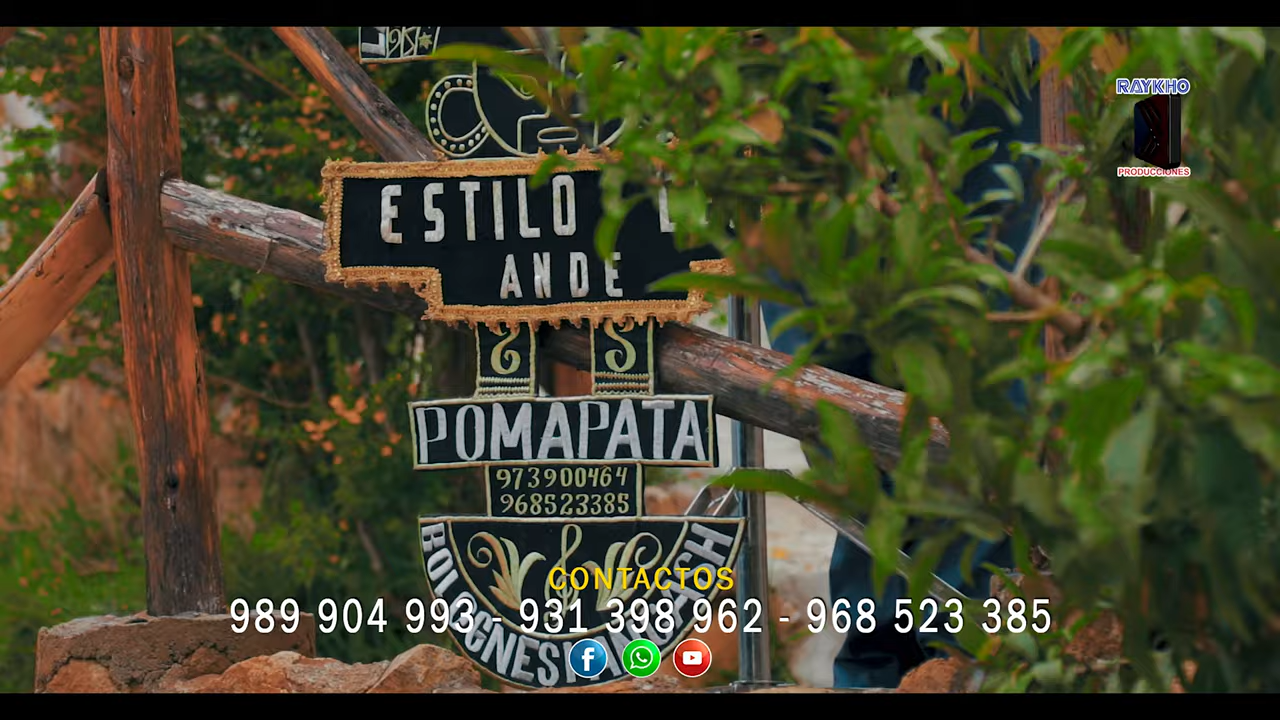 RAYKHO
PRODUCCIONES
ESTILO
ANDE
POMAPATA
973900464
968523385
CONTACTOS
989 904 993 - 931 398 962 - 968 523 385